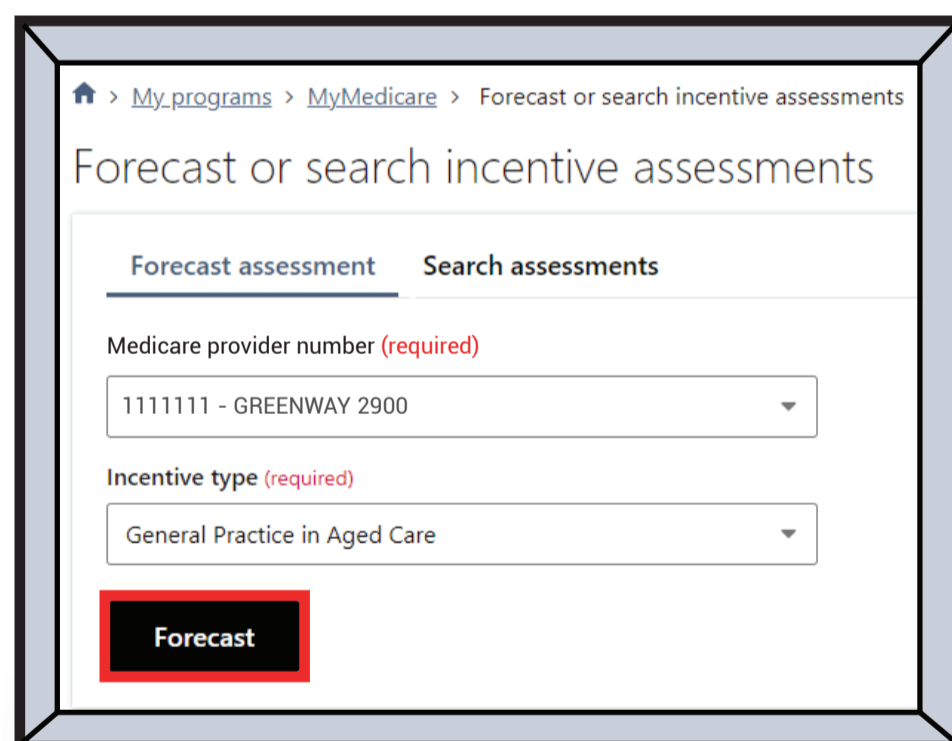 > My programs > MyMedicare > Forecast or search incentive assessments
Forecast or search incentive assessments
Forecast assessment Search assessments
Medicare provider number (required)
1111111 - GREENWAY 2900
Incentive type (required)
General Practice in Aged Care
Forecast